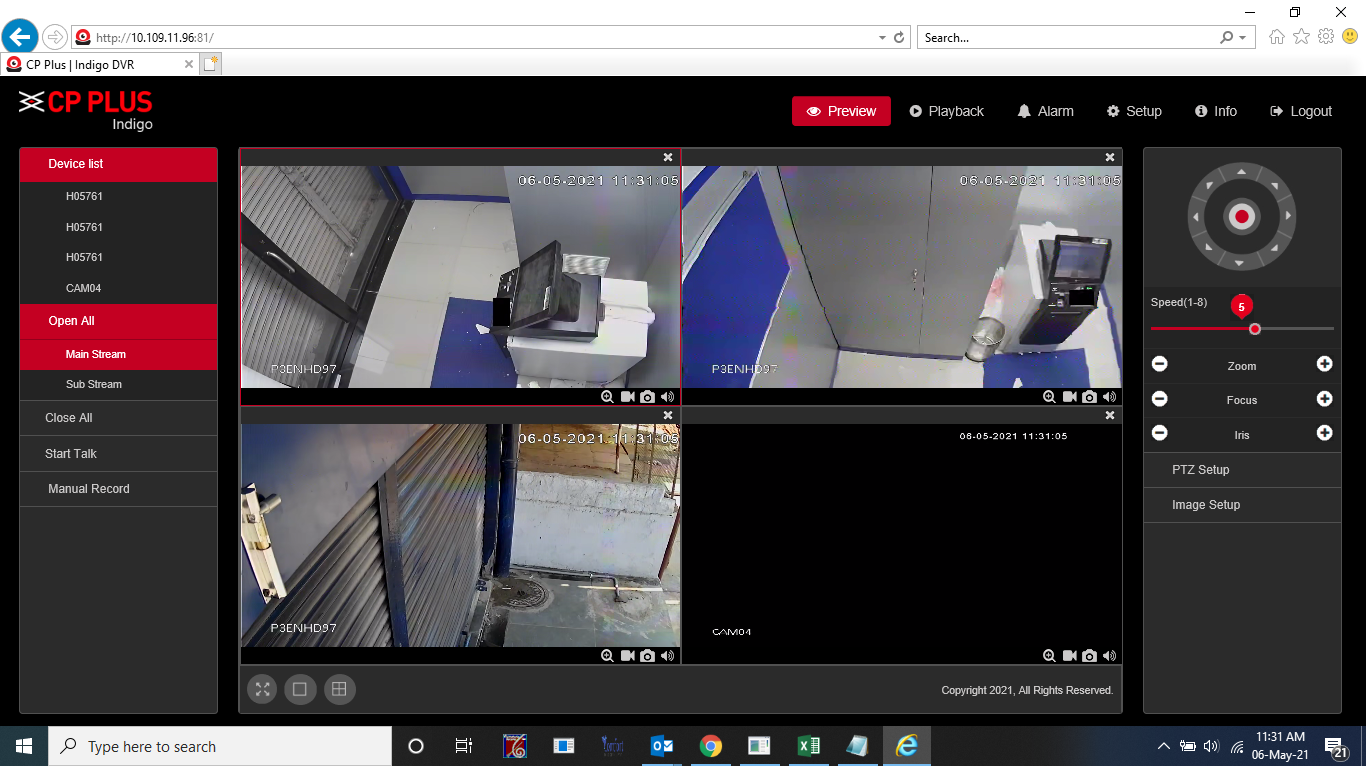 http://10.109.11.96:81/
Search...
CP Plus | Indigo DVR
CP PLUS
Indigo
Preview
Playback
Alarm
Setup
Info
Logout
Device list
H05761
H05761
H05761
CAM04
Open All
Main Stream
Sub Stream
Close All
Start Talk
Manual Record
06-05-2021 11:31:05
P3ENHD97
06-05-2021 11:31:05
P3ENHD97
06-05-2021 11:31:05
P3ENHD97
06-05-2021 11:31:05
CAM04
Copyright 2021, All Rights Reserved.
Speed(1-8)
5
Zoom
Focus
Iris
PTZ Setup
Image Setup
Type here to search
11:31 AM
06-May-21
21